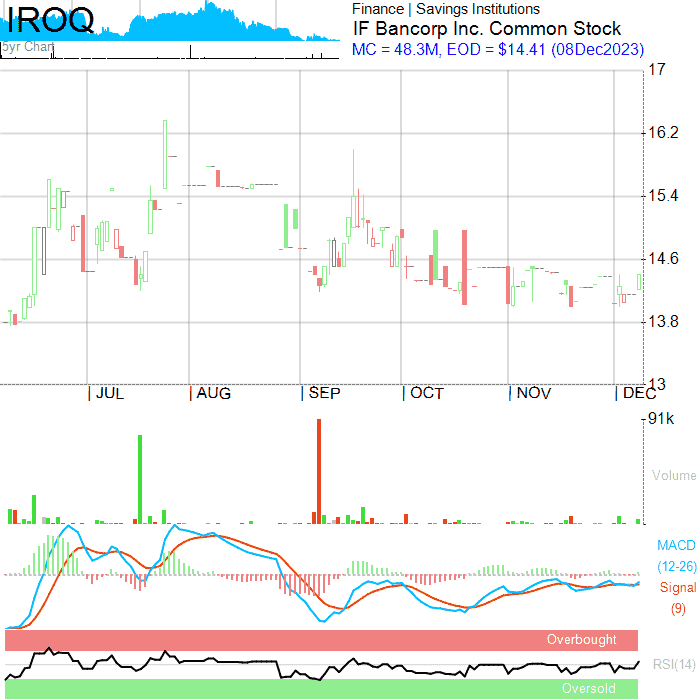 IROQ
5yr Chart
Finance | Savings Institutions
IF Bancorp Inc. Common Stock
MC = 48.3M, EOD = $14.41 (08Dec2023)
17
16.2
15.4
14.6
13.8
13
| JUL
| AUG
| SEP
| OCT
| NOV
| DEC
91k
Volume
MACD
(12-26)
Signal
(9)
Overbought
RSI(14)
Oversold